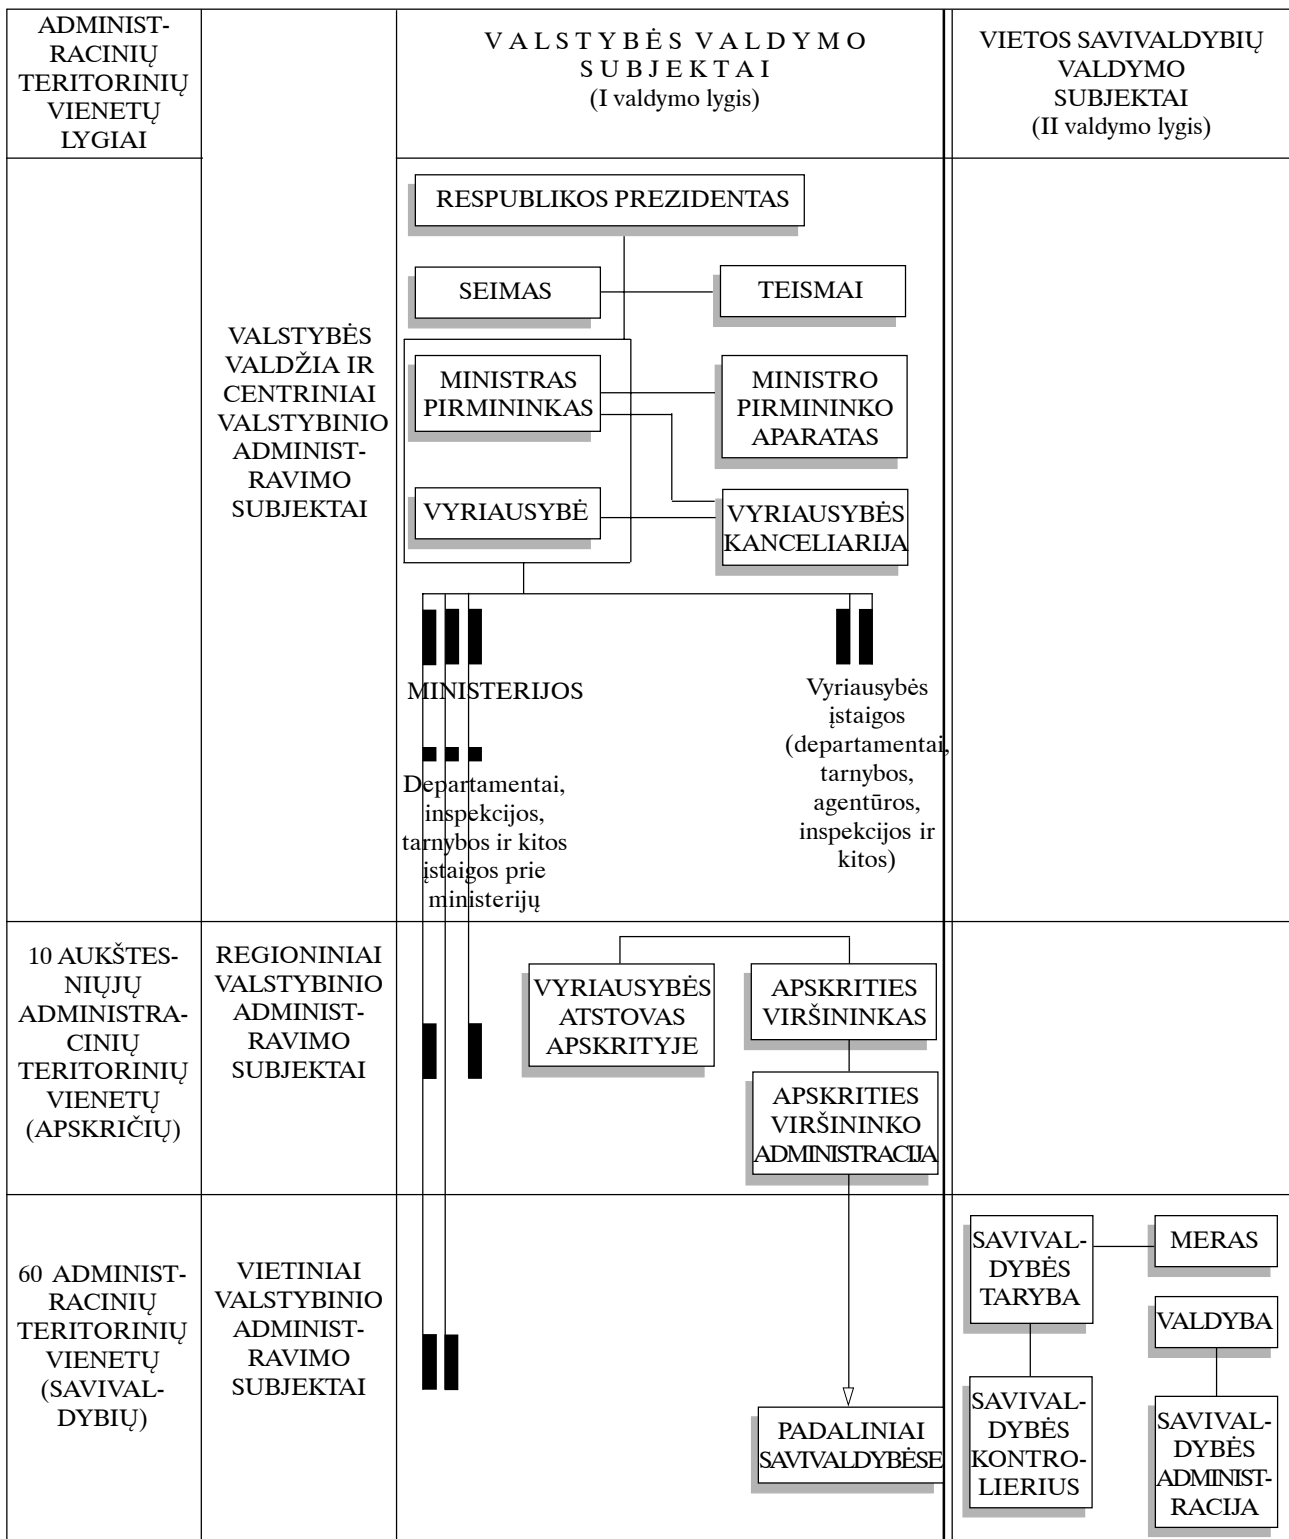 ADMINIST-
RACINIŲ
TERITORINIŲ
VIENETŲ
LYGIAI
VALSTYBĖS VALDYMO
SUBJEKTAI
(I valdymo lygis)
VIETOS SAVIVALDYBIŲ
VALDYMO
SUBJEKTAI
(II valdymo lygis)
VALSTYBĖS
VALDŽIA IR
CENTRINIAI
VALSTYBINIO
ADMINIST-
RAVIMO
SUBJEKTAI
RESPUBLIKOS PREZIDENTAS
SEIMAS
TEISMAI
MINISTRAS
PIRMININKAS
MINISTRO
PIRMININKO
APARATAS
VYRIAUSYBĖ
VYRIAUSYBĖS
KANCELIARIJA
MINISTERIJOS
Departamentai,
inspekcijos,
tarnybos ir kitos
įstaigos prie
ministerijų
Vyriausybės
įstaigos
(departamentai,
tarnybos,
agentūros,
inspekcijos ir
kitos)
10 AUKŠTES-
NIŲJŲ
ADMINISTRA-
CINIŲ
TERITORINIŲ
VIENETŲ
(APSKRIČIŲ)
REGIONINIAI
VALSTYBINIO
ADMINIST-
RAVIMO
SUBJEKTAI
VYRIAUSYBĖS
ATSTOVAS
APSKRITYJE
APSKRITIES
VIRŠININKAS
APSKRITIES
VIRŠININKO
ADMINISTRACIJA
60 ADMINIST-
RACINIŲ
TERITORINIŲ
VIENETŲ
(SAVIVAL-
DYBIŲ)
VIETINIAI
VALSTYBINIO
ADMINIST-
RAVIMO
SUBJEKTAI
PADALINIAI
SAVIVALDYBĖSE
SAVIVAL-
DYBĖS
TARYBA
MERAS
VALDYBA
SAVIVAL-
DYBĖS
KONTRO-
LIERIUS
SAVIVAL-
DYBĖS
ADMINIST-
RACIJA